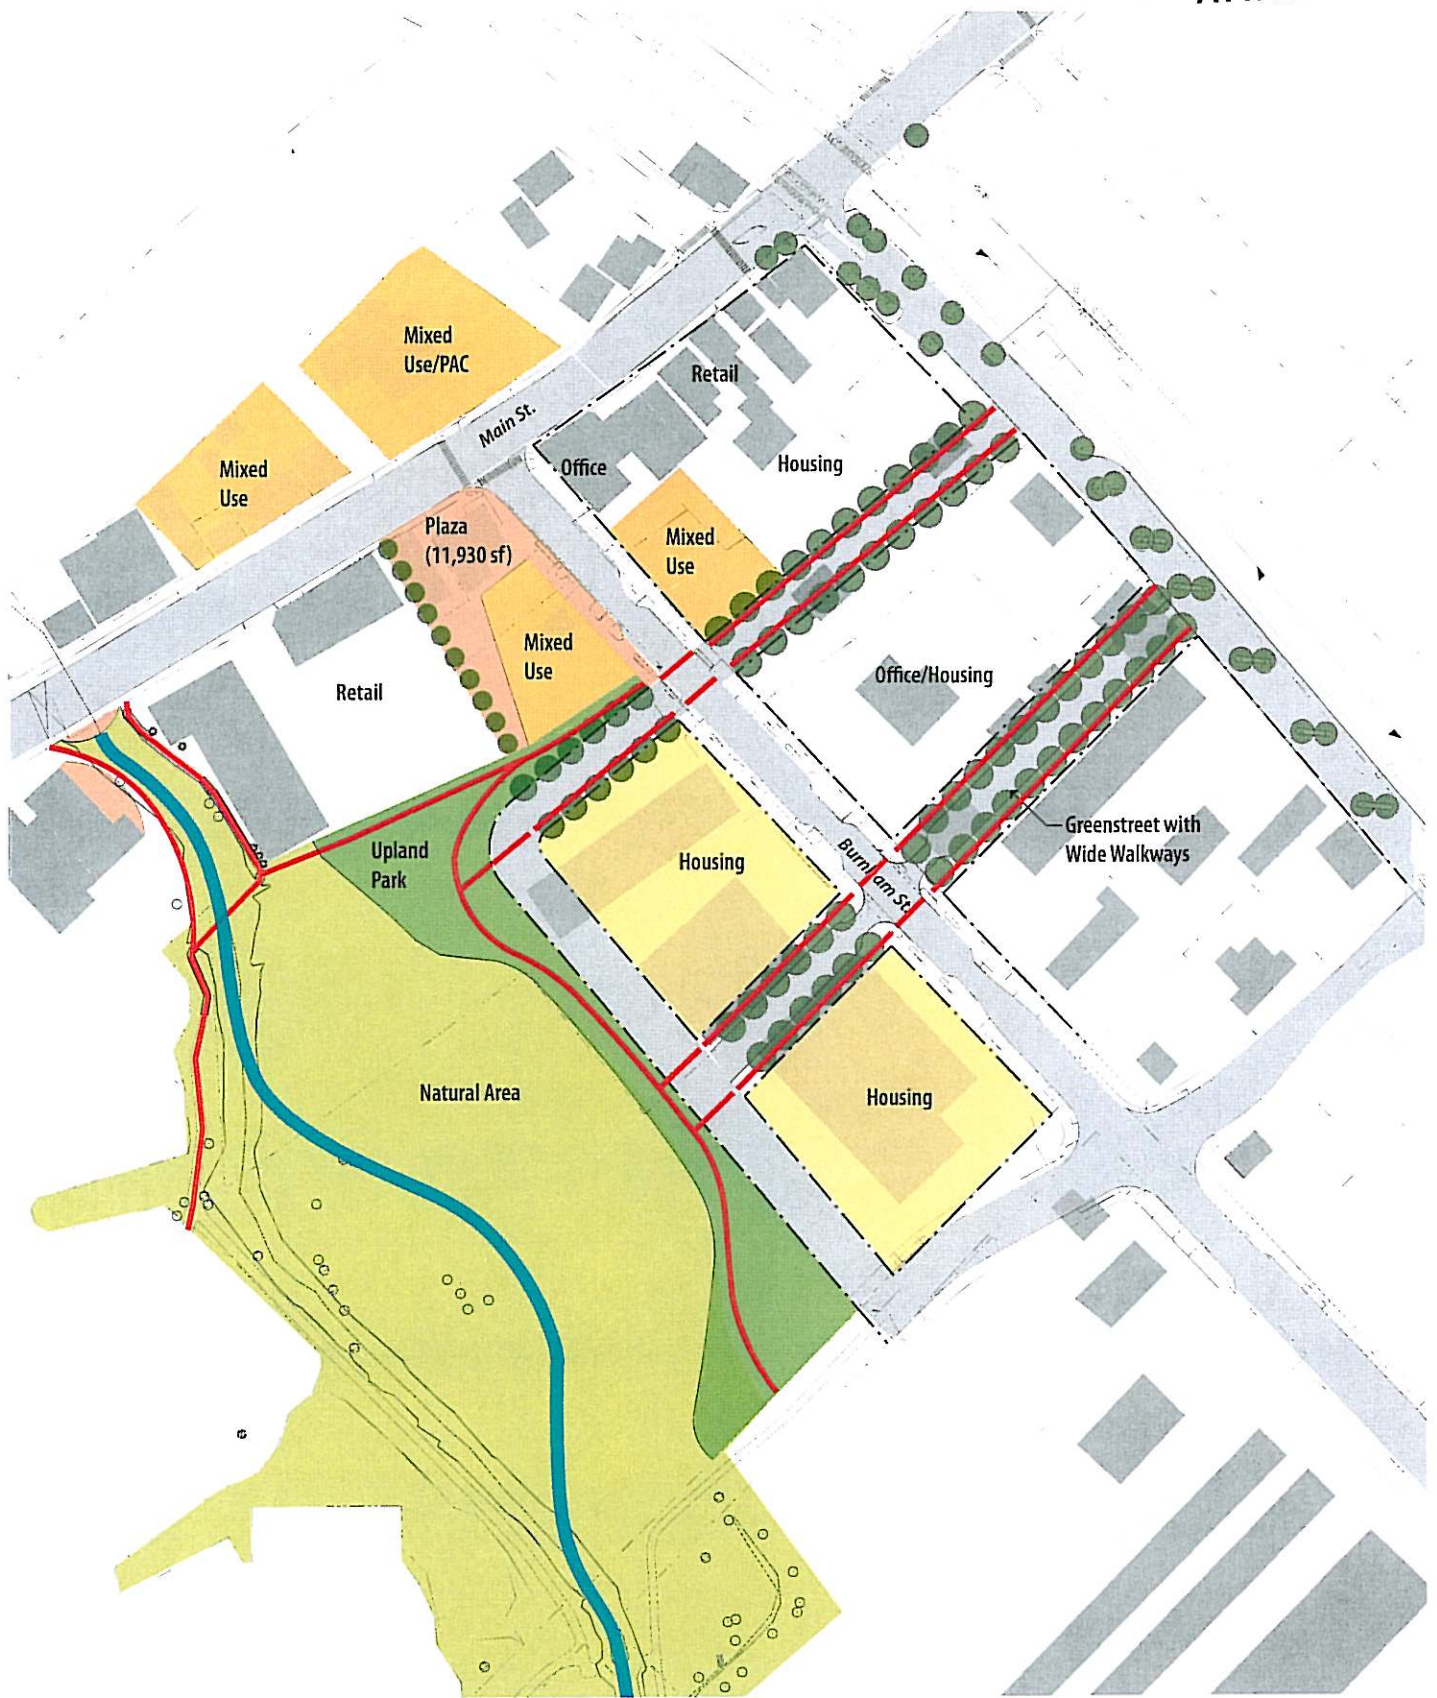 Mixed
Use/PAC
Main St.
Retail
Mixed
Use
Office
Housing
Plaza
(11,930 sf)
Mixed
Use
Mixed
Use
Retail
Office/Housing
Greenstreet with
Wide Walkways
Upland
Park
Housing
Burnham St.
Natural Area
Housing